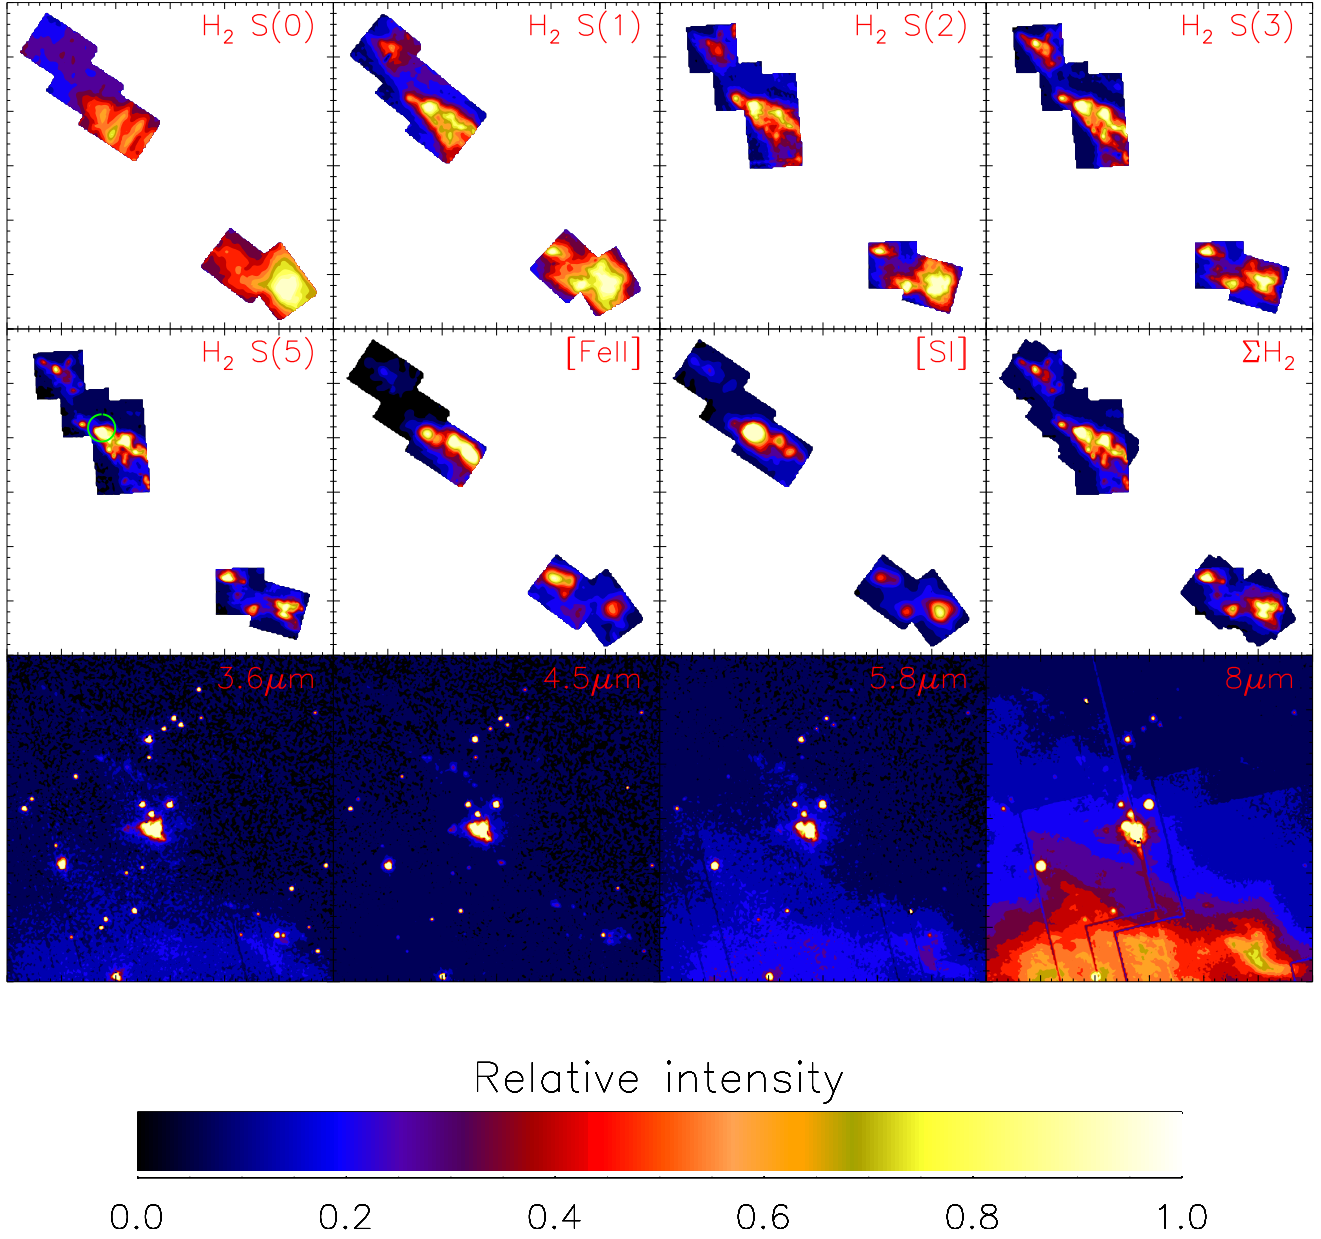 H₂ S(0) H₂ S(1) H₂ S(2) H₂ S(3)
H₂ S(5) [FeII] [SI] ΣH₂
3.6μm 4.5μm 5.8μm 8μm
Relative intensity
0.0 0.2 0.4 0.6 0.8 1.0